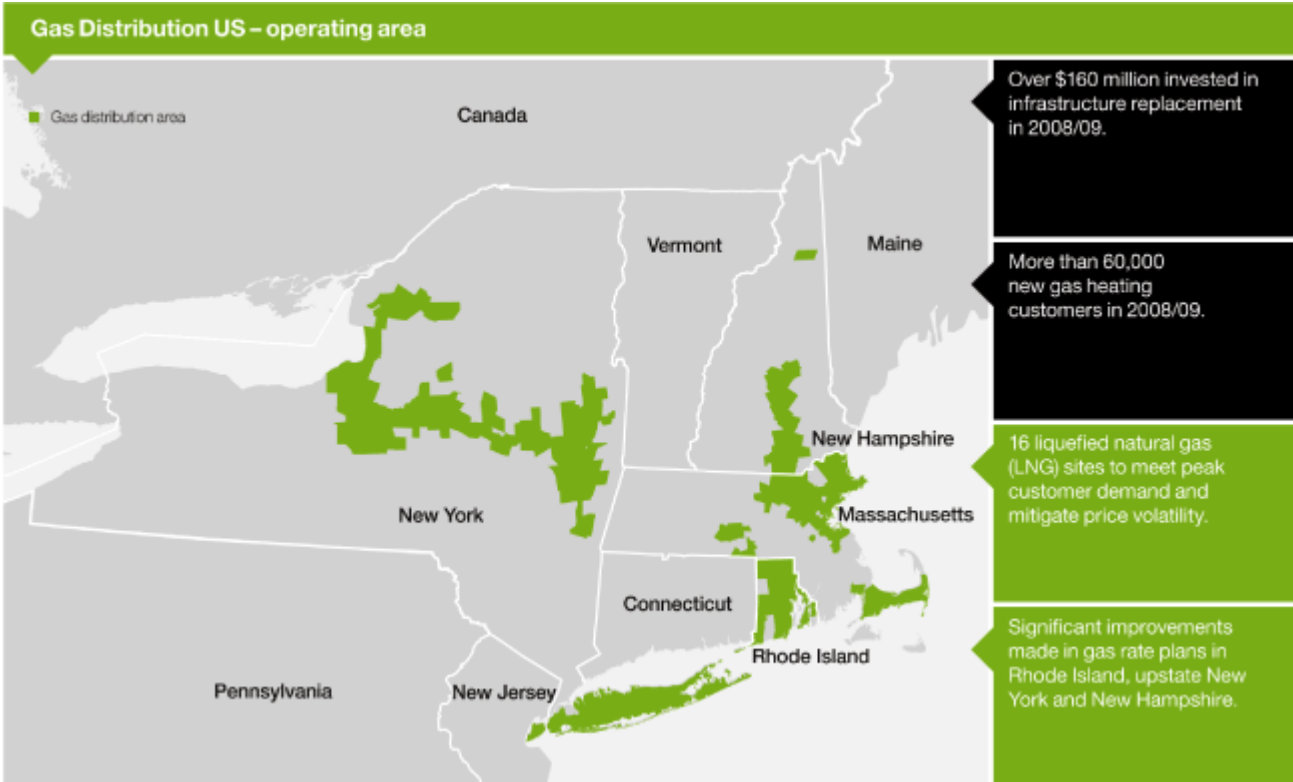 Gas Distribution US – operating area
Gas distribution area
Canada
Vermont
Maine
New Hampshire
New York
Massachusetts
Connecticut
Rhode Island
Pennsylvania
New Jersey
Over $160 million invested in
infrastructure replacement
in 2008/09.
More than 60,000
new gas heating
customers in 2008/09.
16 liquefied natural gas
(LNG) sites to meet peak
customer demand and
mitigate price volatility.
Significant improvements
made in gas rate plans in
Rhode Island, upstate New
York and New Hampshire.